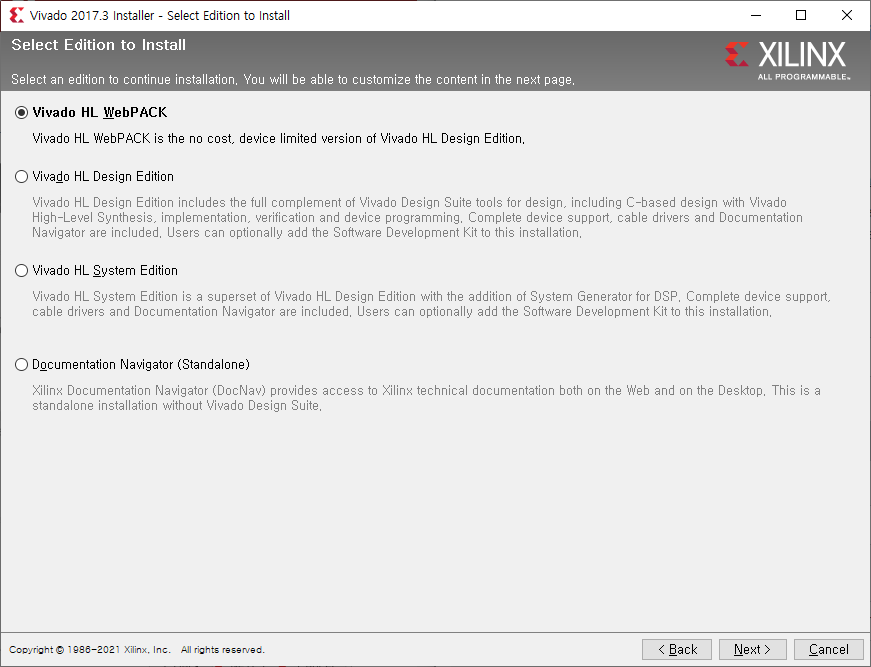 Vivado 2017.3 Installer - Select Edition to Install
Select Edition to Install
XILINX
ALL PROGRAMMABLE™
Select an edition to continue installation. You will be able to customize the content in the next page.
Vivado HL WebPACK
Vivado HL WebPACK is the no cost, device limited version of Vivado HL Design Edition.
Vivado HL Design Edition
Vivado HL Design Edition includes the full complement of Vivado Design Suite tools for design, including C-based design with Vivado
High-Level Synthesis, implementation, verification and device programming. Complete device support, cable drivers and Documentation
Navigator are included. Users can optionally add the Software Development Kit to this installation.
Vivado HL System Edition
Vivado HL System Edition is a superset of Vivado HL Design Edition with the addition of System Generator for DSP. Complete device support,
cable drivers and Documentation Navigator are included. Users can optionally add the Software Development Kit to this installation.
Documentation Navigator (Standalone)
Xilinx Documentation Navigator (DocNav) provides access to Xilinx technical documentation both on the Web and on the Desktop. This is a
standalone installation without Vivado Design Suite.
Copyright © 1986-2021 Xilinx, Inc. All rights reserved.
< Back
Next >
Cancel